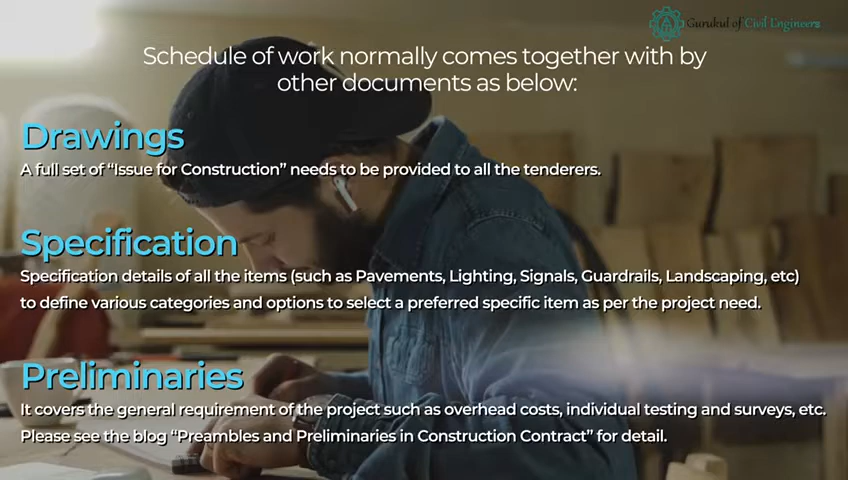 Gurukul of Civil Engineers
Schedule of work normally comes together with by
other documents as below:
Drawings
A full set of “Issue for Construction” needs to be provided to all the tenderers.
Specification
Specification details of all the items (such as Pavements, Lighting, Signals, Guardrails, Landscaping, etc)
to define various categories and options to select a preferred specific item as per the project need.
Preliminaries
It covers the general requirement of the project such as overhead costs, individual testing and surveys, etc.
Please see the blog “Preambles and Preliminaries in Construction Contract” for detail.